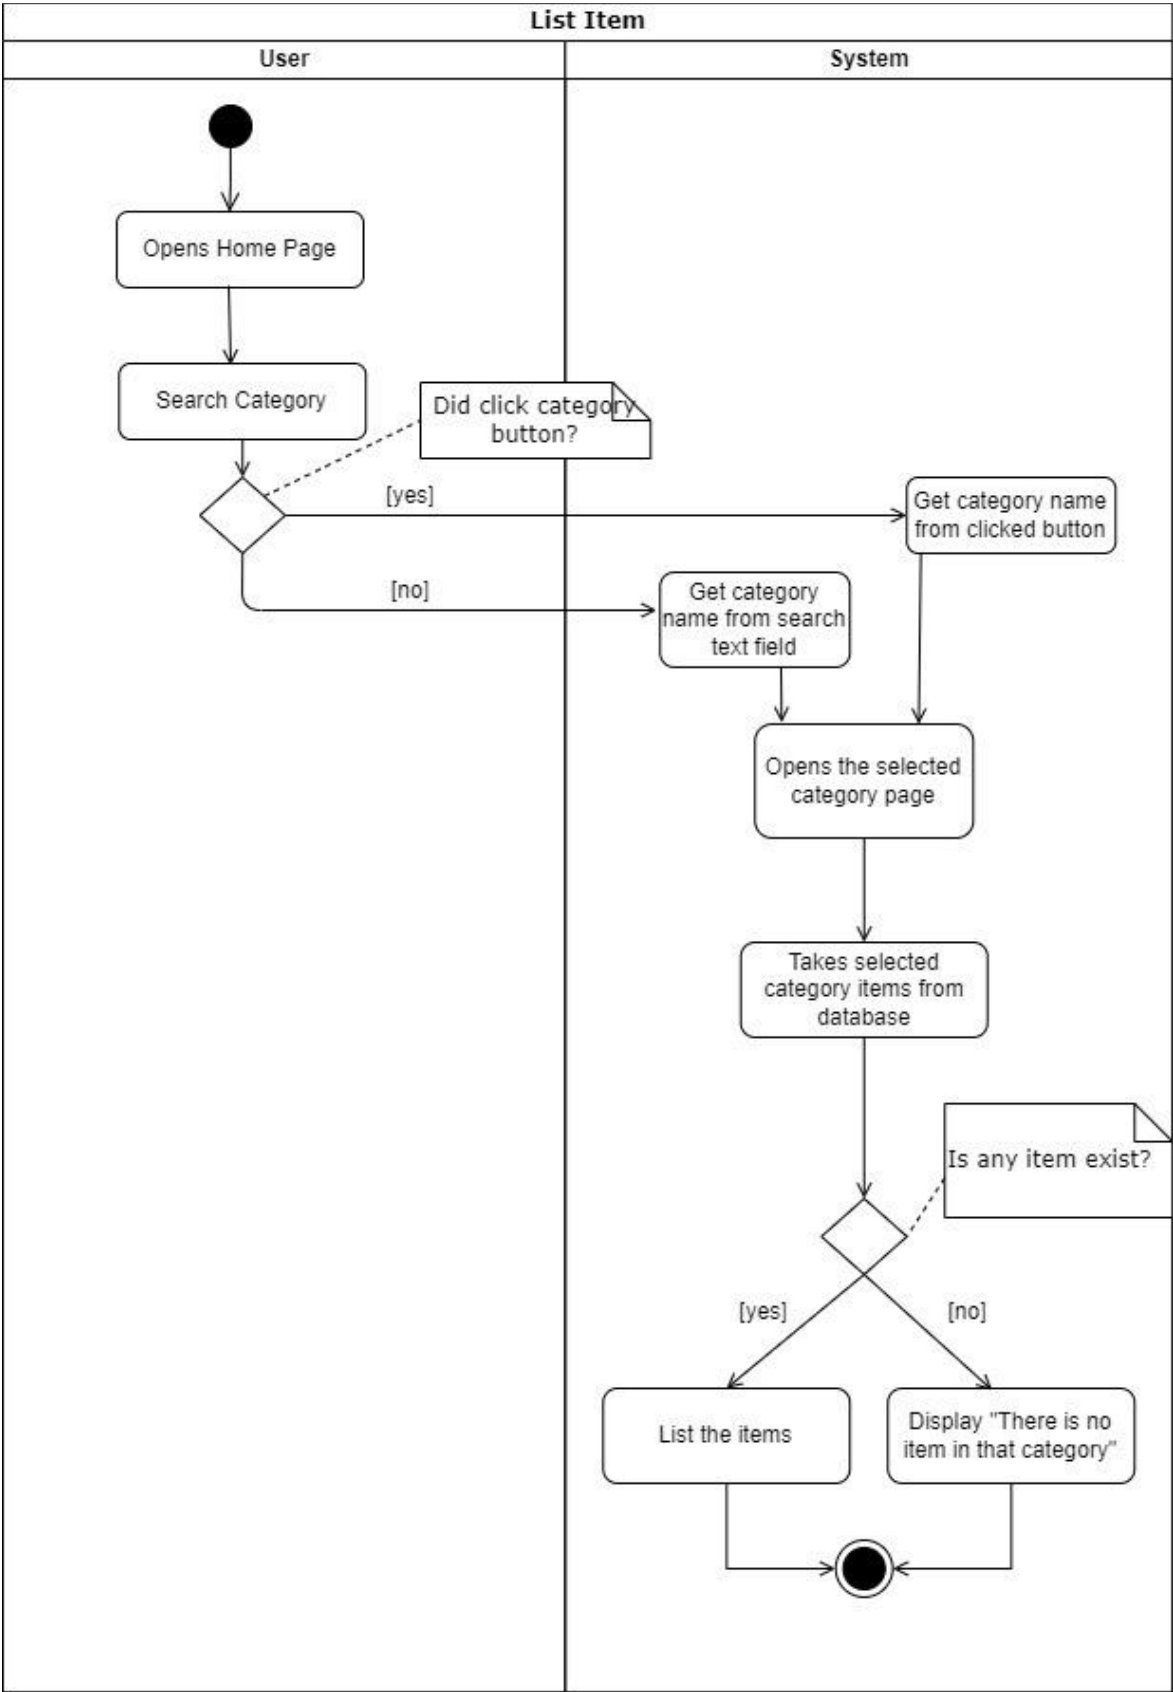 List Item
User
System
Opens Home Page
Search Category
Did click category
button?
[yes]
Get category name
from clicked button
[no]
Get category
name from search
text field
Opens the selected
category page
Takes selected
category items from
database
Is any item exist?
[yes]
[no]
List the items
Display "There is no
item in that category"